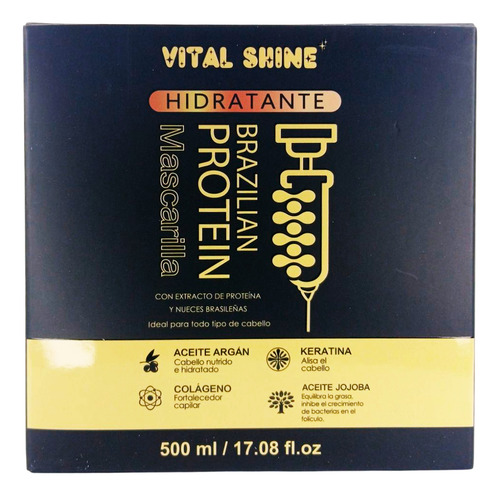 VITAL SHINE
HIDRATANTE
BRAZILIAN
PROTEIN
Mascarilla
CON EXTRACTO DE PROTEÍNA
Y NUECES BRASILEÑAS
Ideal para todo tipo de cabello
ACEITE ARGÁN
Cabello nutrido
e hidratado
KERATINA
Alisa el
cabello
COLÁGENO
Fortalecedor
capilar
ACEITE JOJOBA
Equilibra la grasa,
inhibe el crecimiento
de bacterias en el
folículo.
500 ml / 17.08 fl.oz